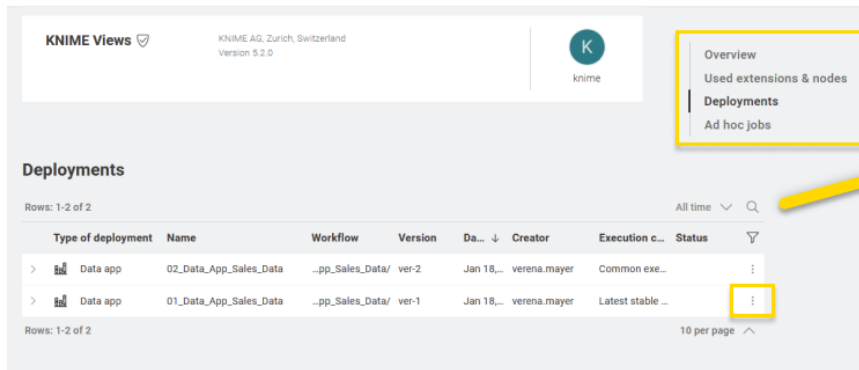 KNIME Views
KNIME AG, Zurich, Switzerland
Version 5.2.0
K
knime
Overview
Used extensions & nodes
Deployments
Ad hoc jobs
Deployments
Rows: 1-2 of 2
All time
Type of deployment Name Workflow Version Da... Creator Execution c... Status
Data app 02_Data_App_Sales_Data ...pp_Sales_Data/ ver-2 Jan 18,... verena.mayer Common exe...
Data app 01_Data_App_Sales_Data ...pp_Sales_Data/ ver-1 Jan 18,... verena.mayer Latest stable ...
Rows: 1-2 of 2
10 per page